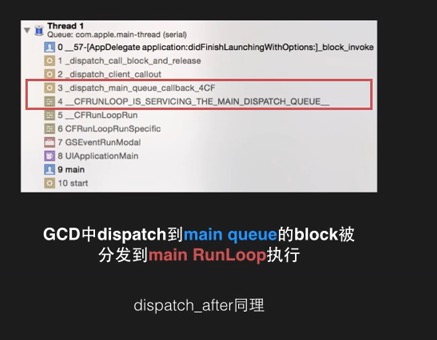 Thread 1
Queue: com.apple.main-thread (serial)
0 __57-[AppDelegate application:didFinishLaunchingWithOptions:]_block_invoke
1 _dispatch_call_block_and_release
2 _dispatch_client_callout
3 _dispatch_main_queue_callback_4CF
4 __CFRUNLOOP_IS_SERVICING_THE_MAIN_DISPATCH_QUEUE__
5 __CFRunLoopRun
6 CFRunLoopRunSpecific
7 GSEventRunModal
8 UIApplicationMain
9 main
10 start
GCD中dispatch到main queue的block被
分发到main RunLoop执行
dispatch_after同理